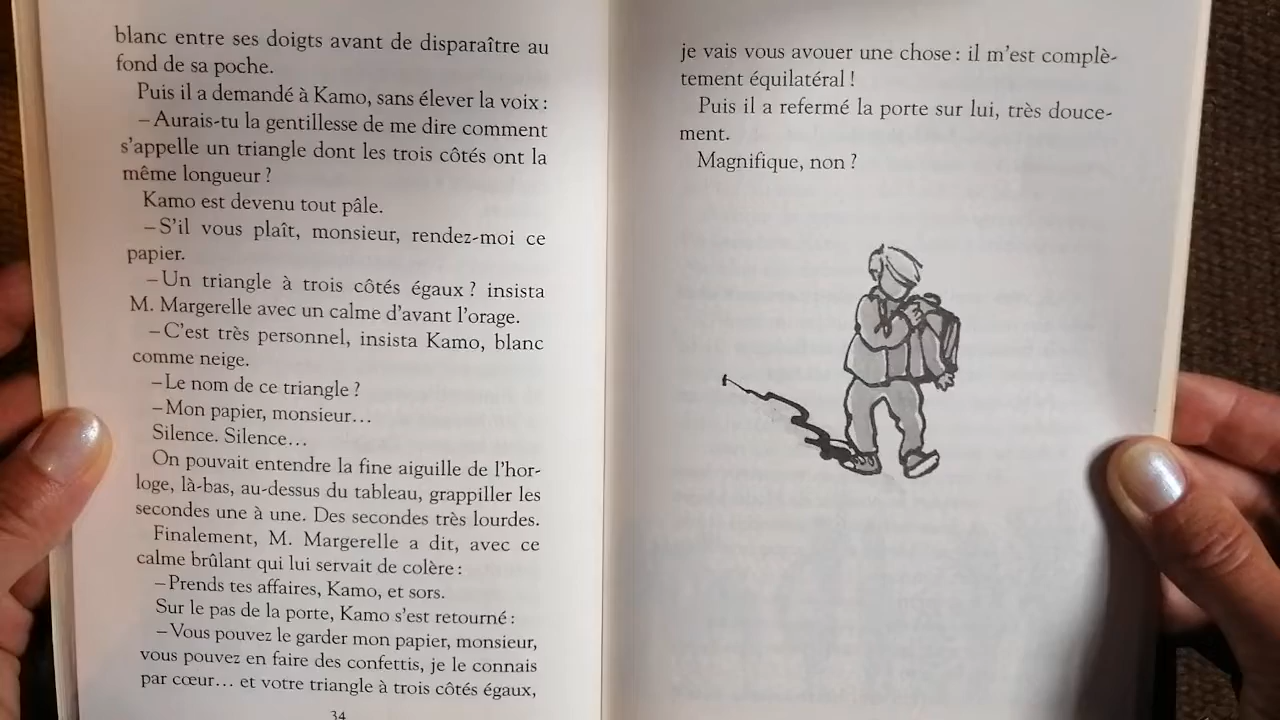 blanc entre ses doigts avant de disparaître au
fond de sa poche.
Puis il a demandé à Kamo, sans élever la voix :
– Aurais-tu la gentillesse de me dire comment
s'appelle un triangle dont les trois côtés ont la
même longueur ?
Kamo est devenu tout pâle.
– S'il vous plaît, monsieur, rendez-moi ce
papier.
– Un triangle à trois côtés égaux ? insista
M. Margerelle avec un calme d'avant l'orage.
– C'est très personnel, insista Kamo, blanc
comme neige.
– Le nom de ce triangle ?
– Mon papier, monsieur…
Silence. Silence…
On pouvait entendre la fine aiguille de l'hor-
loge, là-bas, au-dessus du tableau, grappiller les
secondes une à une. Des secondes très lourdes.
Finalement, M. Margerelle a dit, avec ce
calme brûlant qui lui servait de colère :
– Prends tes affaires, Kamo, et sors.
Sur le pas de la porte, Kamo s'est retourné :
– Vous pouvez le garder mon papier, monsieur,
vous pouvez en faire des confettis, je le connais
par cœur… et votre triangle à trois côtés égaux,
34
je vais vous avouer une chose : il m'est complè-
tement équilatéral !
Puis il a refermé la porte sur lui, très douce-
ment.
Magnifique, non ?